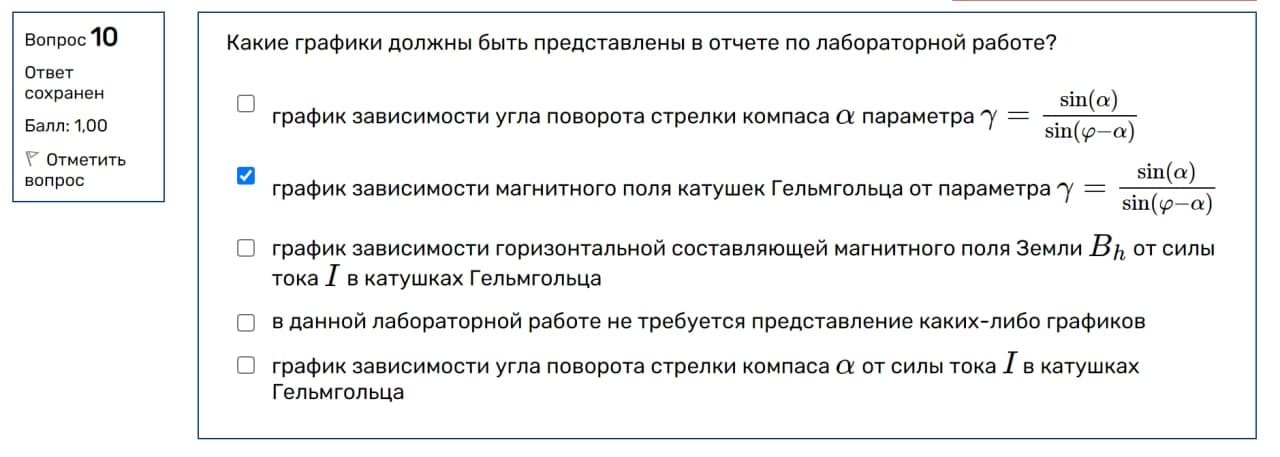 Вопрос 10
Ответ
сохранен
Балл: 1,00
Отметить
вопрос
Какие графики должны быть представлены в отчете по лабораторной работе?
график зависимости угла поворота стрелки компаса α параметра γ = sin(α) / sin(φ−α)
график зависимости магнитного поля катушек Гельмгольца от параметра γ = sin(α) / sin(φ−α)
график зависимости горизонтальной составляющей магнитного поля Земли B_h от силы
тока I в катушках Гельмгольца
в данной лабораторной работе не требуется представление каких-либо графиков
график зависимости угла поворота стрелки компаса α от силы тока I в катушках
Гельмгольца